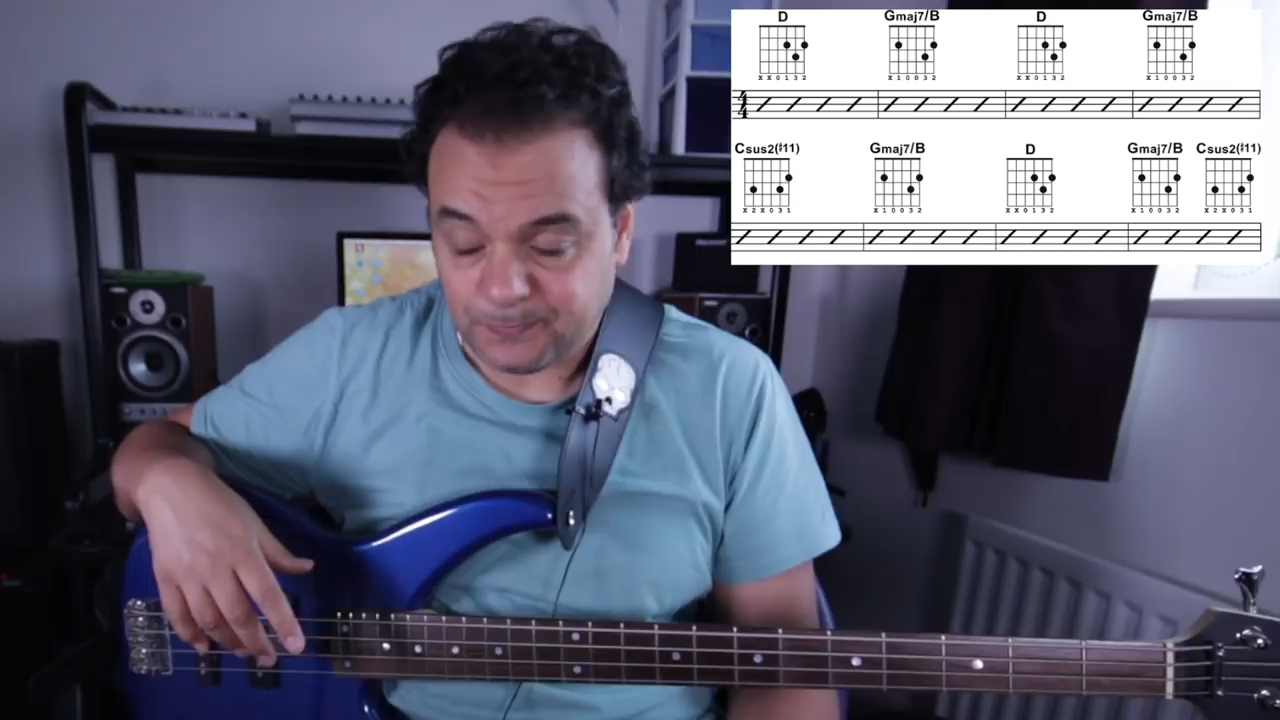 D Gmaj7/B D Gmaj7/B
X X 0 1 3 2 X 1 0 0 3 2 X X 0 1 3 2 X 1 0 0 3 2
4
4
Csus2(#11) Gmaj7/B D Gmaj7/B Csus2(#11)
X 2 X 0 3 1 X 1 0 0 3 2 X X 0 1 3 2 X 1 0 0 3 2 X 2 X 0 3 1